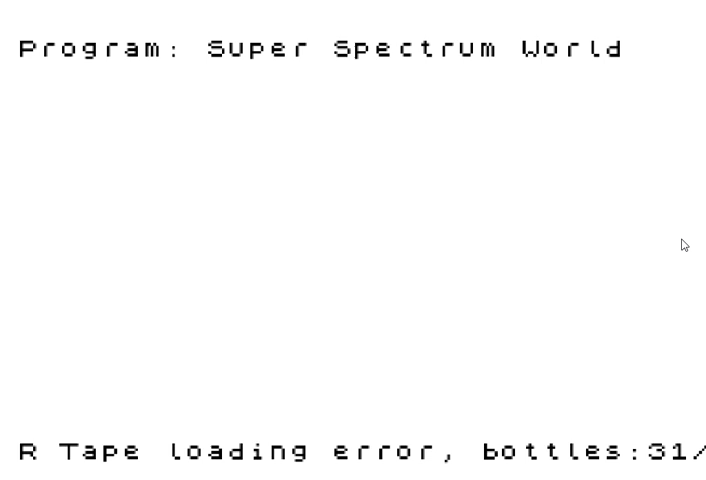 Program: Super Spectrum World
R Tape loading error, bottles:31/